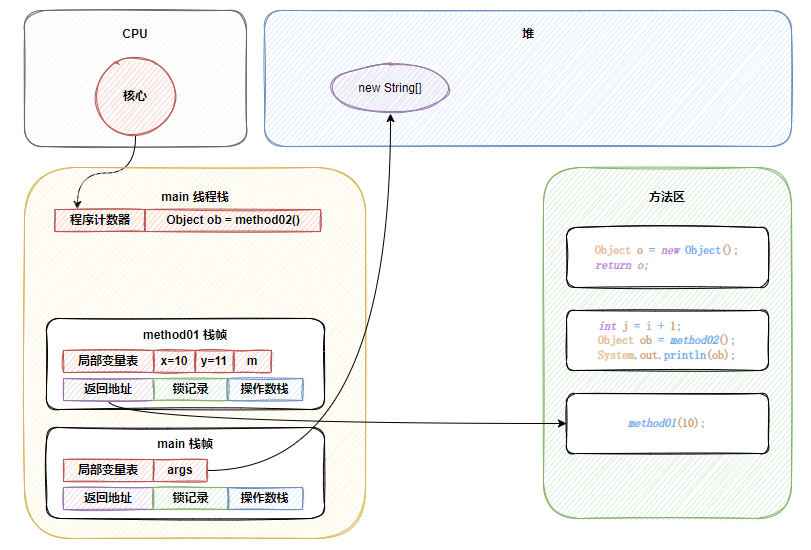 CPU
核心
堆
new String[]
main 线程栈
程序计数器
Object ob = method02()
method01 栈帧
局部变量表
x=10
y=11
m
返回地址
锁记录
操作数栈
main 栈帧
局部变量表
args
返回地址
锁记录
操作数栈
方法区
Object o = new Object();
return o;
int j = i + 1;
Object ob = method02();
System.out.println(ob);
method01(10);